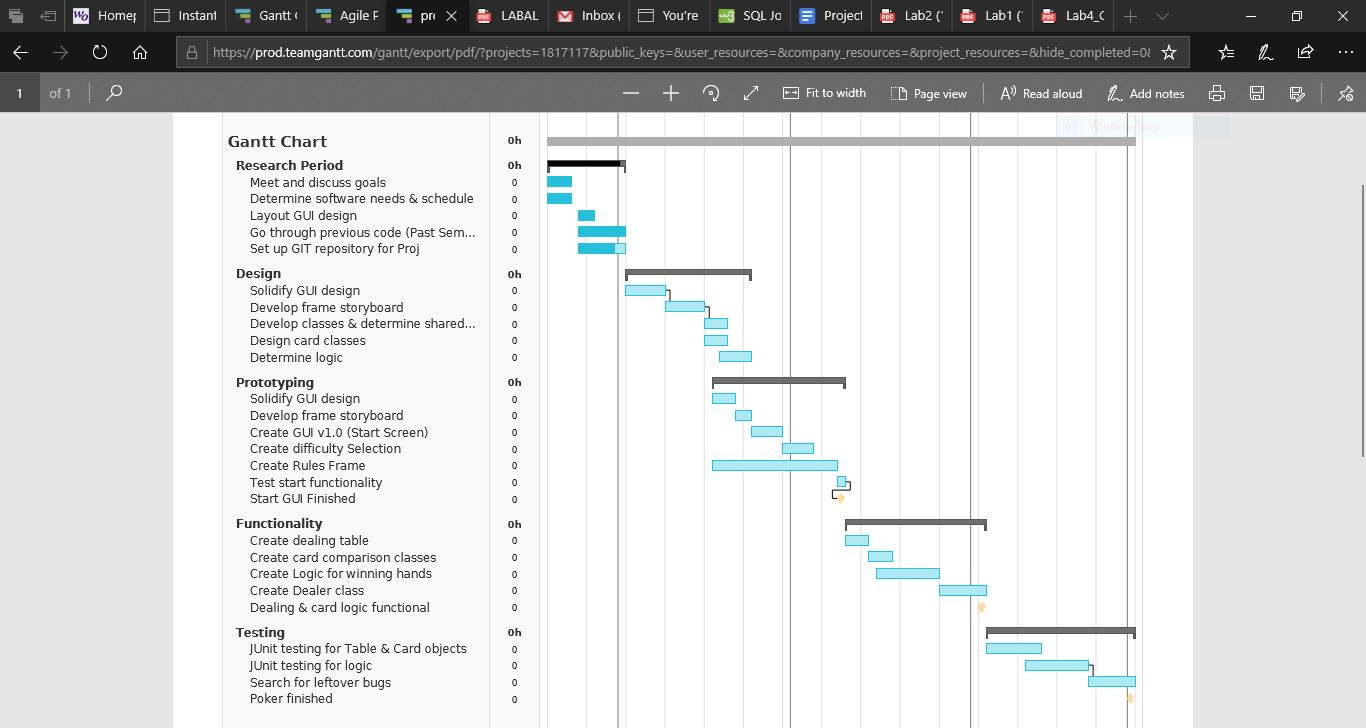 Homep
Instant
Gantt C
Agile P
pro
LABAL
Inbox (
You're
SQL Jo
Project
Lab2 (
Lab1 (
Lab4_C
https://prod.teamgantt.com/gantt/export/pdf/?projects=1817117&public_keys=&user_resources=&company_resources=&project_resources=&hide_completed=0&
1 of 1
Fit to width
Page view
Read aloud
Add notes
Window Snip
Gantt Chart 0h
Research Period 0h
Meet and discuss goals 0
Determine software needs & schedule 0
Layout GUI design 0
Go through previous code (Past Sem... 0
Set up GIT repository for Proj 0
Design 0h
Solidify GUI design 0
Develop frame storyboard 0
Develop classes & determine shared... 0
Design card classes 0
Determine logic 0
Prototyping 0h
Solidify GUI design 0
Develop frame storyboard 0
Create GUI v1.0 (Start Screen) 0
Create difficulty Selection 0
Create Rules Frame 0
Test start functionality 0
Start GUI Finished 0
Functionality 0h
Create dealing table 0
Create card comparison classes 0
Create Logic for winning hands 0
Create Dealer class 0
Dealing & card logic functional 0
Testing 0h
JUnit testing for Table & Card objects 0
JUnit testing for logic 0
Search for leftover bugs 0
Poker finished 0